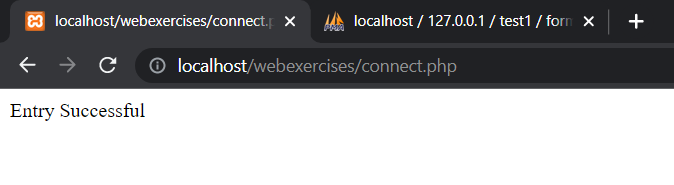 localhost/webexercises/connect.p
localhost / 127.0.0.1 / test1 / form
localhost/webexercises/connect.php
Entry Successful